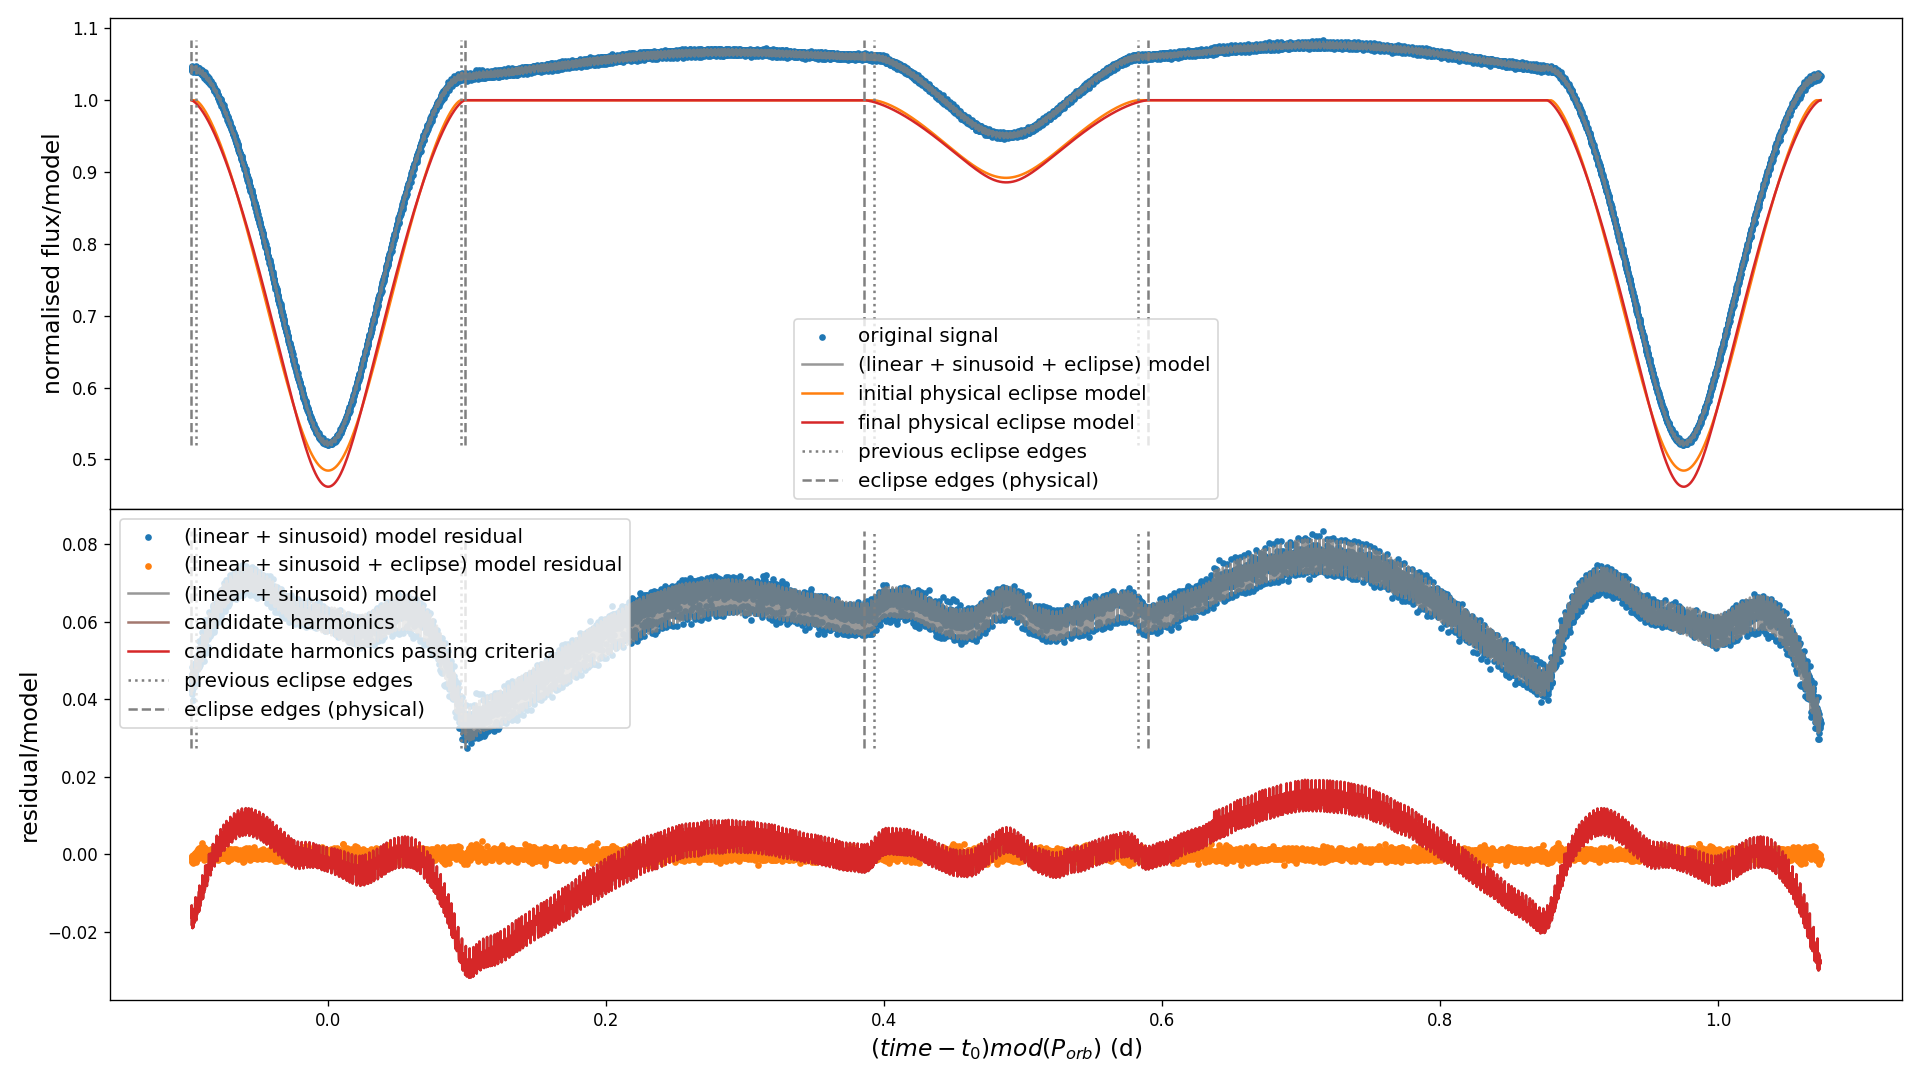 1.1
1.0
0.9
0.8
0.7
0.6
0.5
normalised flux/model
original signal
(linear + sinusoid + eclipse) model
initial physical eclipse model
final physical eclipse model
previous eclipse edges
eclipse edges (physical)
0.08
0.06
0.04
0.02
0.00
−0.02
residual/model
(linear + sinusoid) model residual
(linear + sinusoid + eclipse) model residual
(linear + sinusoid) model
candidate harmonics
candidate harmonics passing criteria
previous eclipse edges
eclipse edges (physical)
0.0 0.2 0.4 0.6 0.8 1.0
(time − t₀)mod(P_orb) (d)